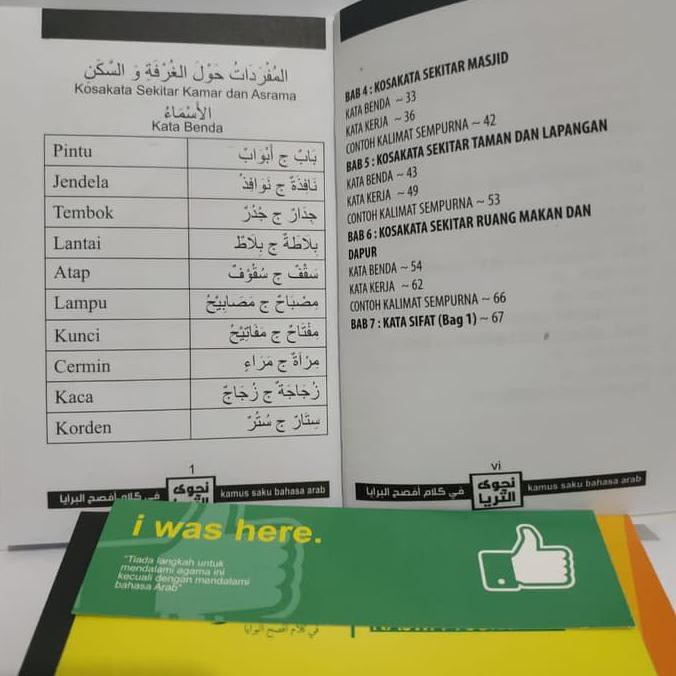 المُفْرَدَاتُ حَوْلَ الغُرْفَةِ وَ السَّكَنِ
Kosakata Sekitar Kamar dan Asrama
الأَسْمَاءُ
Kata Benda
Pintu بَابٌ ج أَبْوَابٌ
Jendela نَافِذَةٌ ج نَوَافِذُ
Tembok جِدَارٌ ج جُدُرٌ
Lantai بِلَاطَةٌ ج بِلَاطٌ
Atap سَقْفٌ ج سُقُوْفٌ
Lampu مِصْبَاحٌ ج مَصَابِيْحُ
Kunci مِفْتَاحٌ ج مَفَاتِيْحُ
Cermin مِرْآةٌ ج مَرَاءٍ
Kaca زُجَاجَةٌ ج زُجَاجٌ
Korden سِتَارٌ ج سُتُرٌ
1
في كلام أفصح البرايا نجوى الثريا kamus saku bahasa arab
BAB 4 : KOSAKATA SEKITAR MASJID
KATA BENDA ~ 33
KATA KERJA ~ 36
CONTOH KALIMAT SEMPURNA ~ 42
BAB 5 : KOSAKATA SEKITAR TAMAN DAN LAPANGAN
KATA BENDA ~ 43
KATA KERJA ~ 49
CONTOH KALIMAT SEMPURNA ~ 53
BAB 6 : KOSAKATA SEKITAR RUANG MAKAN DAN
DAPUR
KATA BENDA ~ 54
KATA KERJA ~ 62
CONTOH KALIMAT SEMPURNA ~ 66
BAB 7 : KATA SIFAT (Bag 1) ~ 67
vi
في كلام أفصح البرايا نجوى الثريا kamus saku bahasa arab
i was here.
"Tiada langkah untuk
mendalami agama ini
kecuali dengan mendalami
bahasa Arab"
في كلام أفصح البرايا